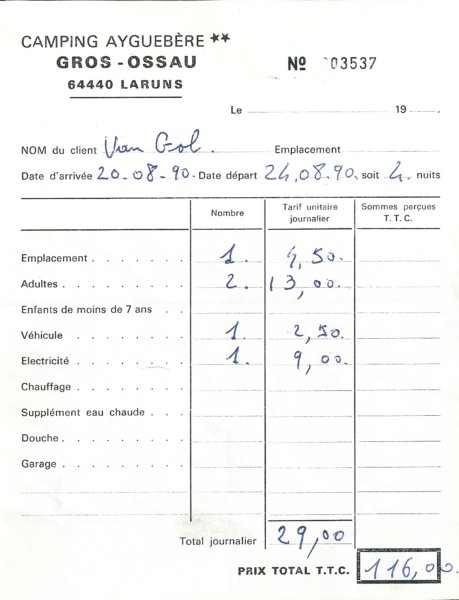 CAMPING AYGUEBÈRE **
GROS - OSSAU
64440 LARUNS
Nº 03537
Le 19
NOM du client Van Gol. Emplacement
Date d'arrivée 20-08-90. Date départ 24.08.90. soit 4. nuits
Nombre Tarif unitaire journalier Sommes perçues T. T. C.
Emplacement . . . . . . . 1. 4,50.
Adultes . . . . . . . . . 2. 13,00.
Enfants de moins de 7 ans . .
Véhicule . . . . . . . . 1. 2,50.
Electricité . . . . . . . 1. 9,00.
Chauffage . . . . . . . .
Supplément eau chaude . . .
Douche . . . . . . . . .
Garage . . . . . . . . .
Total journalier 29,00
PRIX TOTAL T.T.C. 116,00.